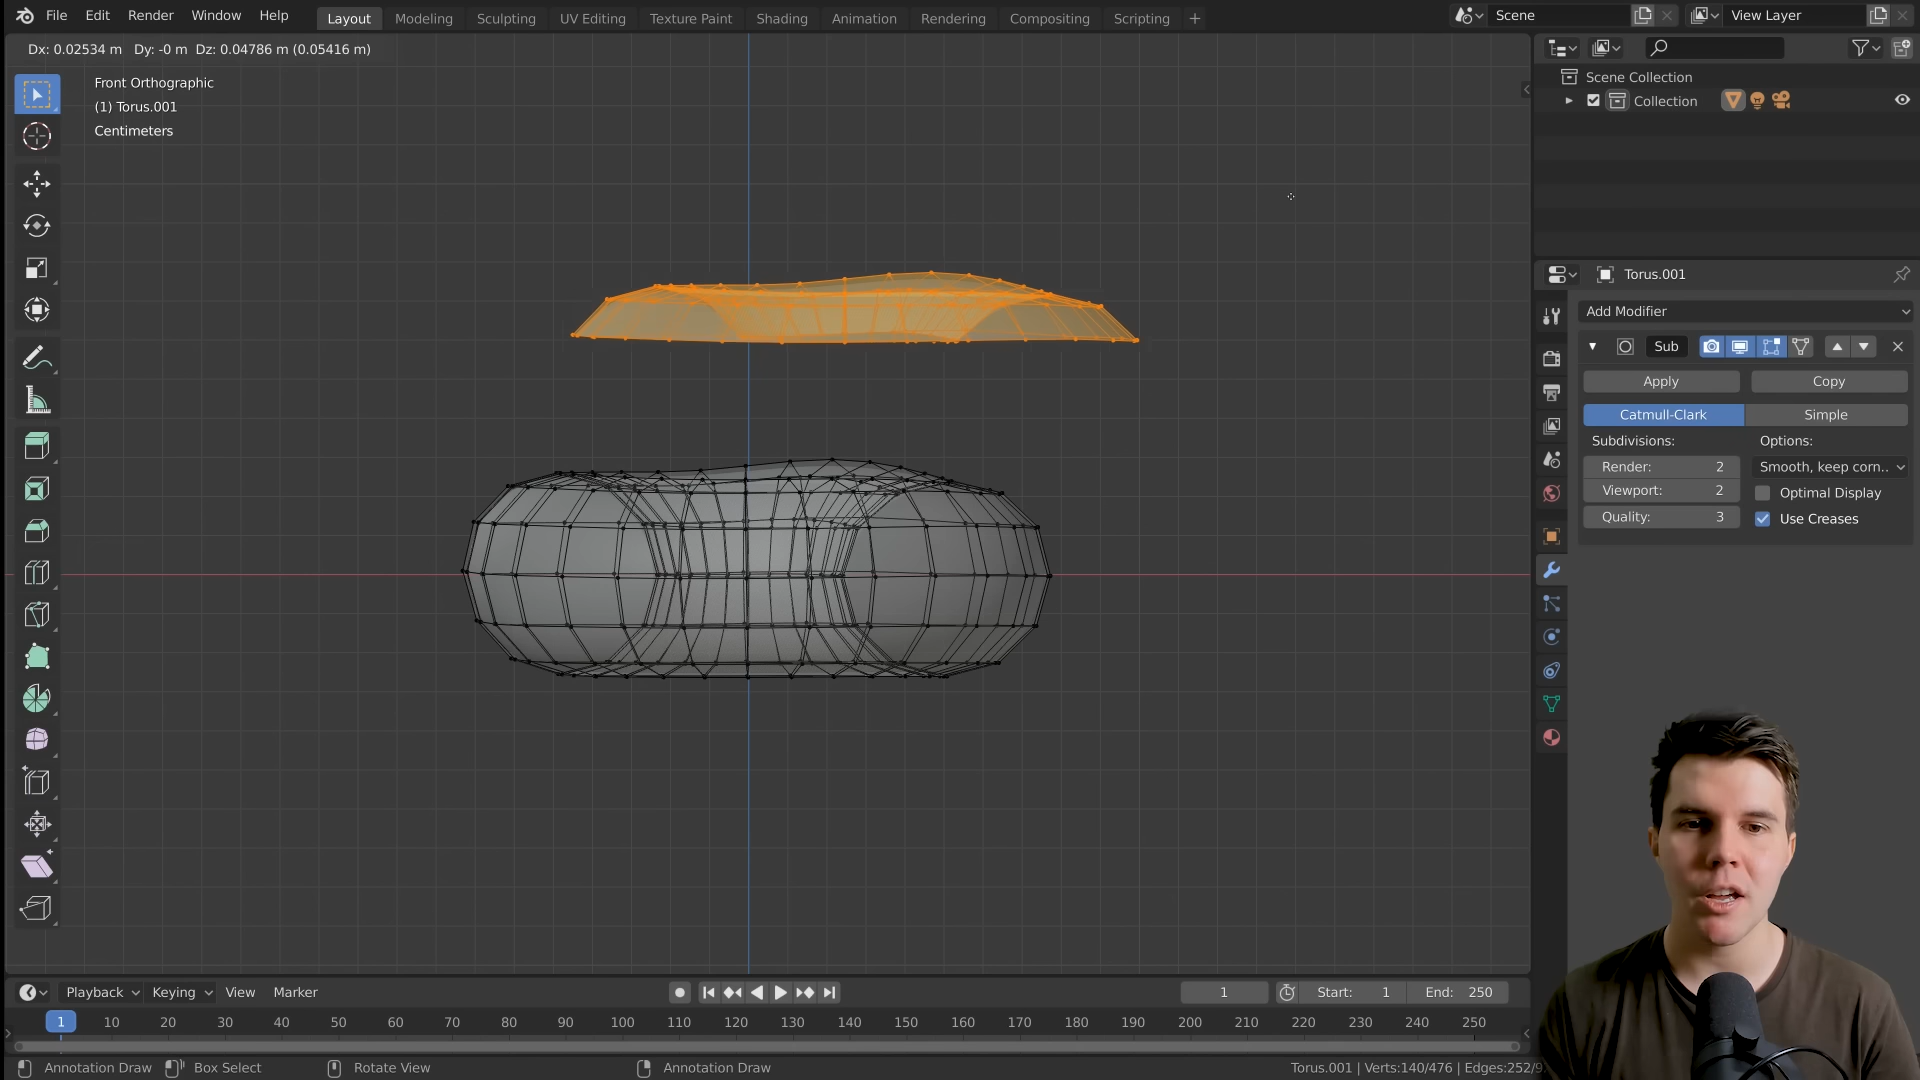 File Edit Render Window Help Layout Modeling Sculpting UV Editing Texture Paint Shading Animation Rendering Compositing Scripting + Scene View Layer
Dx: 0.02534 m Dy: -0 m Dz: 0.04786 m (0.05416 m)
Front Orthographic
(1) Torus.001
Centimeters
Scene Collection
Collection
Torus.001
Add Modifier
Sub
Apply Copy
Catmull-Clark Simple
Subdivisions: Options:
Render: 2 Smooth, keep corn..
Viewport: 2 Optimal Display
Quality: 3 Use Creases
Playback Keying View Marker 1 Start: 1 End: 250
1 10 20 30 40 50 60 70 80 90 100 110 120 130 140 150 160 170 180 190 200 210 220 230 240 250
Annotation Draw Box Select Rotate View Annotation Draw Torus.001 | Verts:140/476 | Edges:252/9